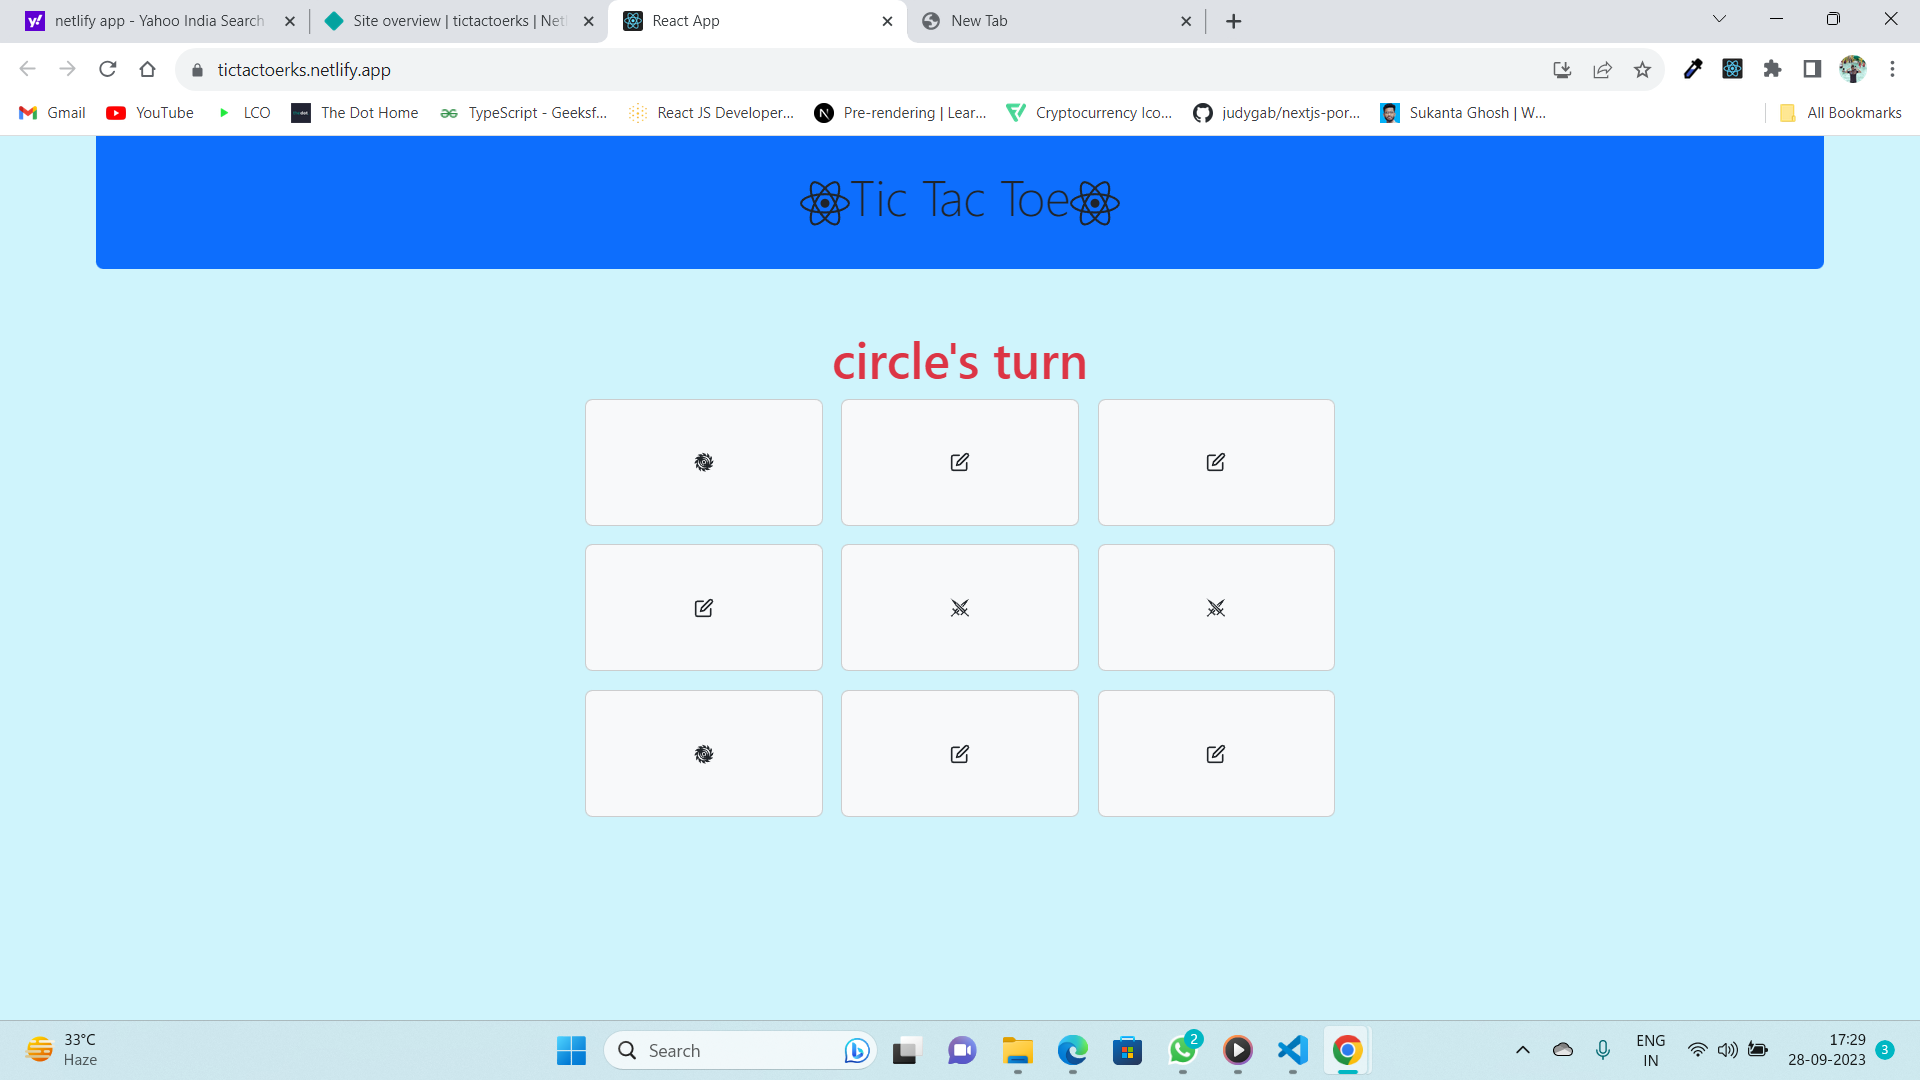 netlify app - Yahoo India Search
Site overview | tictactoerks | Netl
React App
New Tab
tictactoerks.netlify.app
Gmail
YouTube
LCO
The Dot Home
TypeScript - Geeksf...
React JS Developer...
Pre-rendering | Lear...
Cryptocurrency Ico...
judygab/nextjs-por...
Sukanta Ghosh | W...
All Bookmarks
Tic Tac Toe
circle's turn
33°C
Haze
Search
2
ENG
IN
17:29
28-09-2023
3